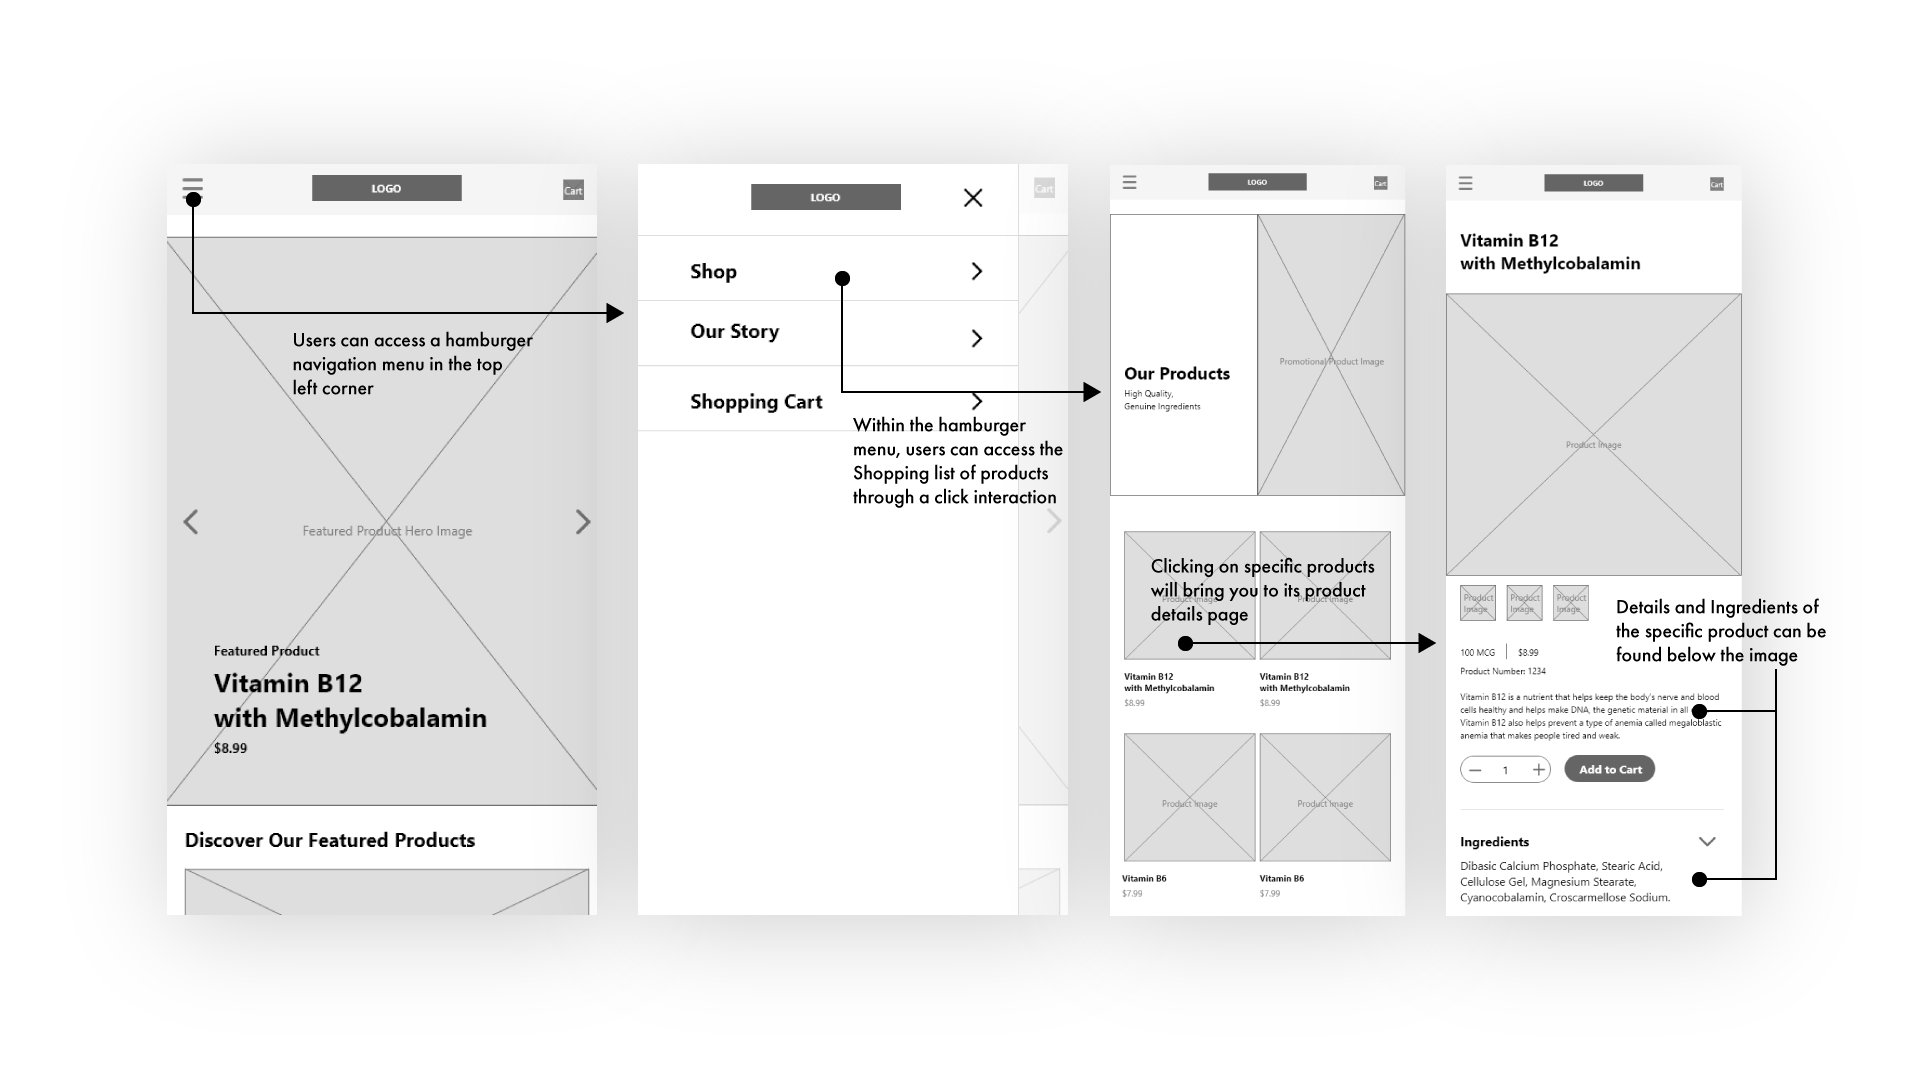 LOGO
Cart
Users can access a hamburger
navigation menu in the top
left corner
Featured Product Hero Image
Featured Product
Vitamin B12
with Methylcobalamin
$8.99
Discover Our Featured Products
LOGO
Cart
Shop
Our Story
Shopping Cart
Within the hamburger
menu, users can access the
Shopping list of products
through a click interaction
LOGO
Cart
Our Products
High Quality,
Genuine Ingredients
Promotional Product Image
Clicking on specific products
will bring you to its product
details page
Product Image
Product Image
Vitamin B12
with Methylcobalamin
$8.99
Vitamin B12
with Methylcobalamin
$8.99
Product Image
Product Image
Vitamin B6
$7.99
Vitamin B6
$7.99
LOGO
Cart
Vitamin B12
with Methylcobalamin
Product Image
Product
Image
Product
Image
Product
Image
Details and Ingredients of
the specific product can be
found below the image
100 MCG
$8.99
Product Number: 1234
Vitamin B12 is a nutrient that helps keep the body's nerve and blood
cells healthy and helps make DNA, the genetic material in all
Vitamin B12 also helps prevent a type of anemia called megaloblastic
anemia that makes people tired and weak.
1
Add to Cart
Ingredients
Dibasic Calcium Phosphate, Stearic Acid,
Cellulose Gel, Magnesium Stearate,
Cyanocobalamin, Croscarmellose Sodium.